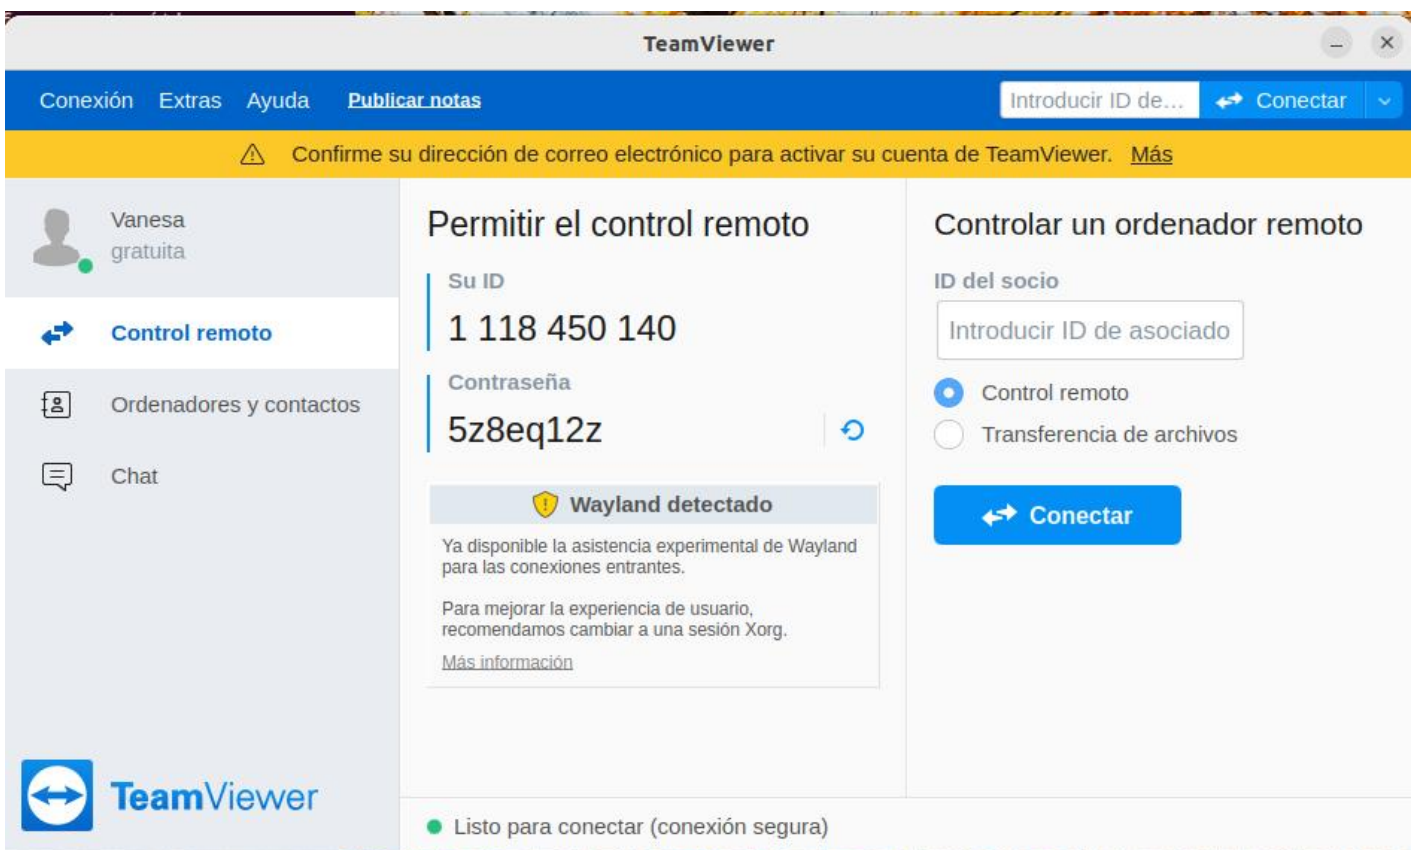 TeamViewer
Conexión Extras Ayuda Publicar notas Introducir ID de... Conectar
Confirme su dirección de correo electrónico para activar su cuenta de TeamViewer. Más
Vanesa
gratuita
Control remoto
Ordenadores y contactos
Chat
TeamViewer
Permitir el control remoto
Su ID
1 118 450 140
Contraseña
5z8eq12z
Wayland detectado
Ya disponible la asistencia experimental de Wayland
para las conexiones entrantes.
Para mejorar la experiencia de usuario,
recomendamos cambiar a una sesión Xorg.
Más información
Controlar un ordenador remoto
ID del socio
Introducir ID de asociado
Control remoto
Transferencia de archivos
Conectar
Listo para conectar (conexión segura)